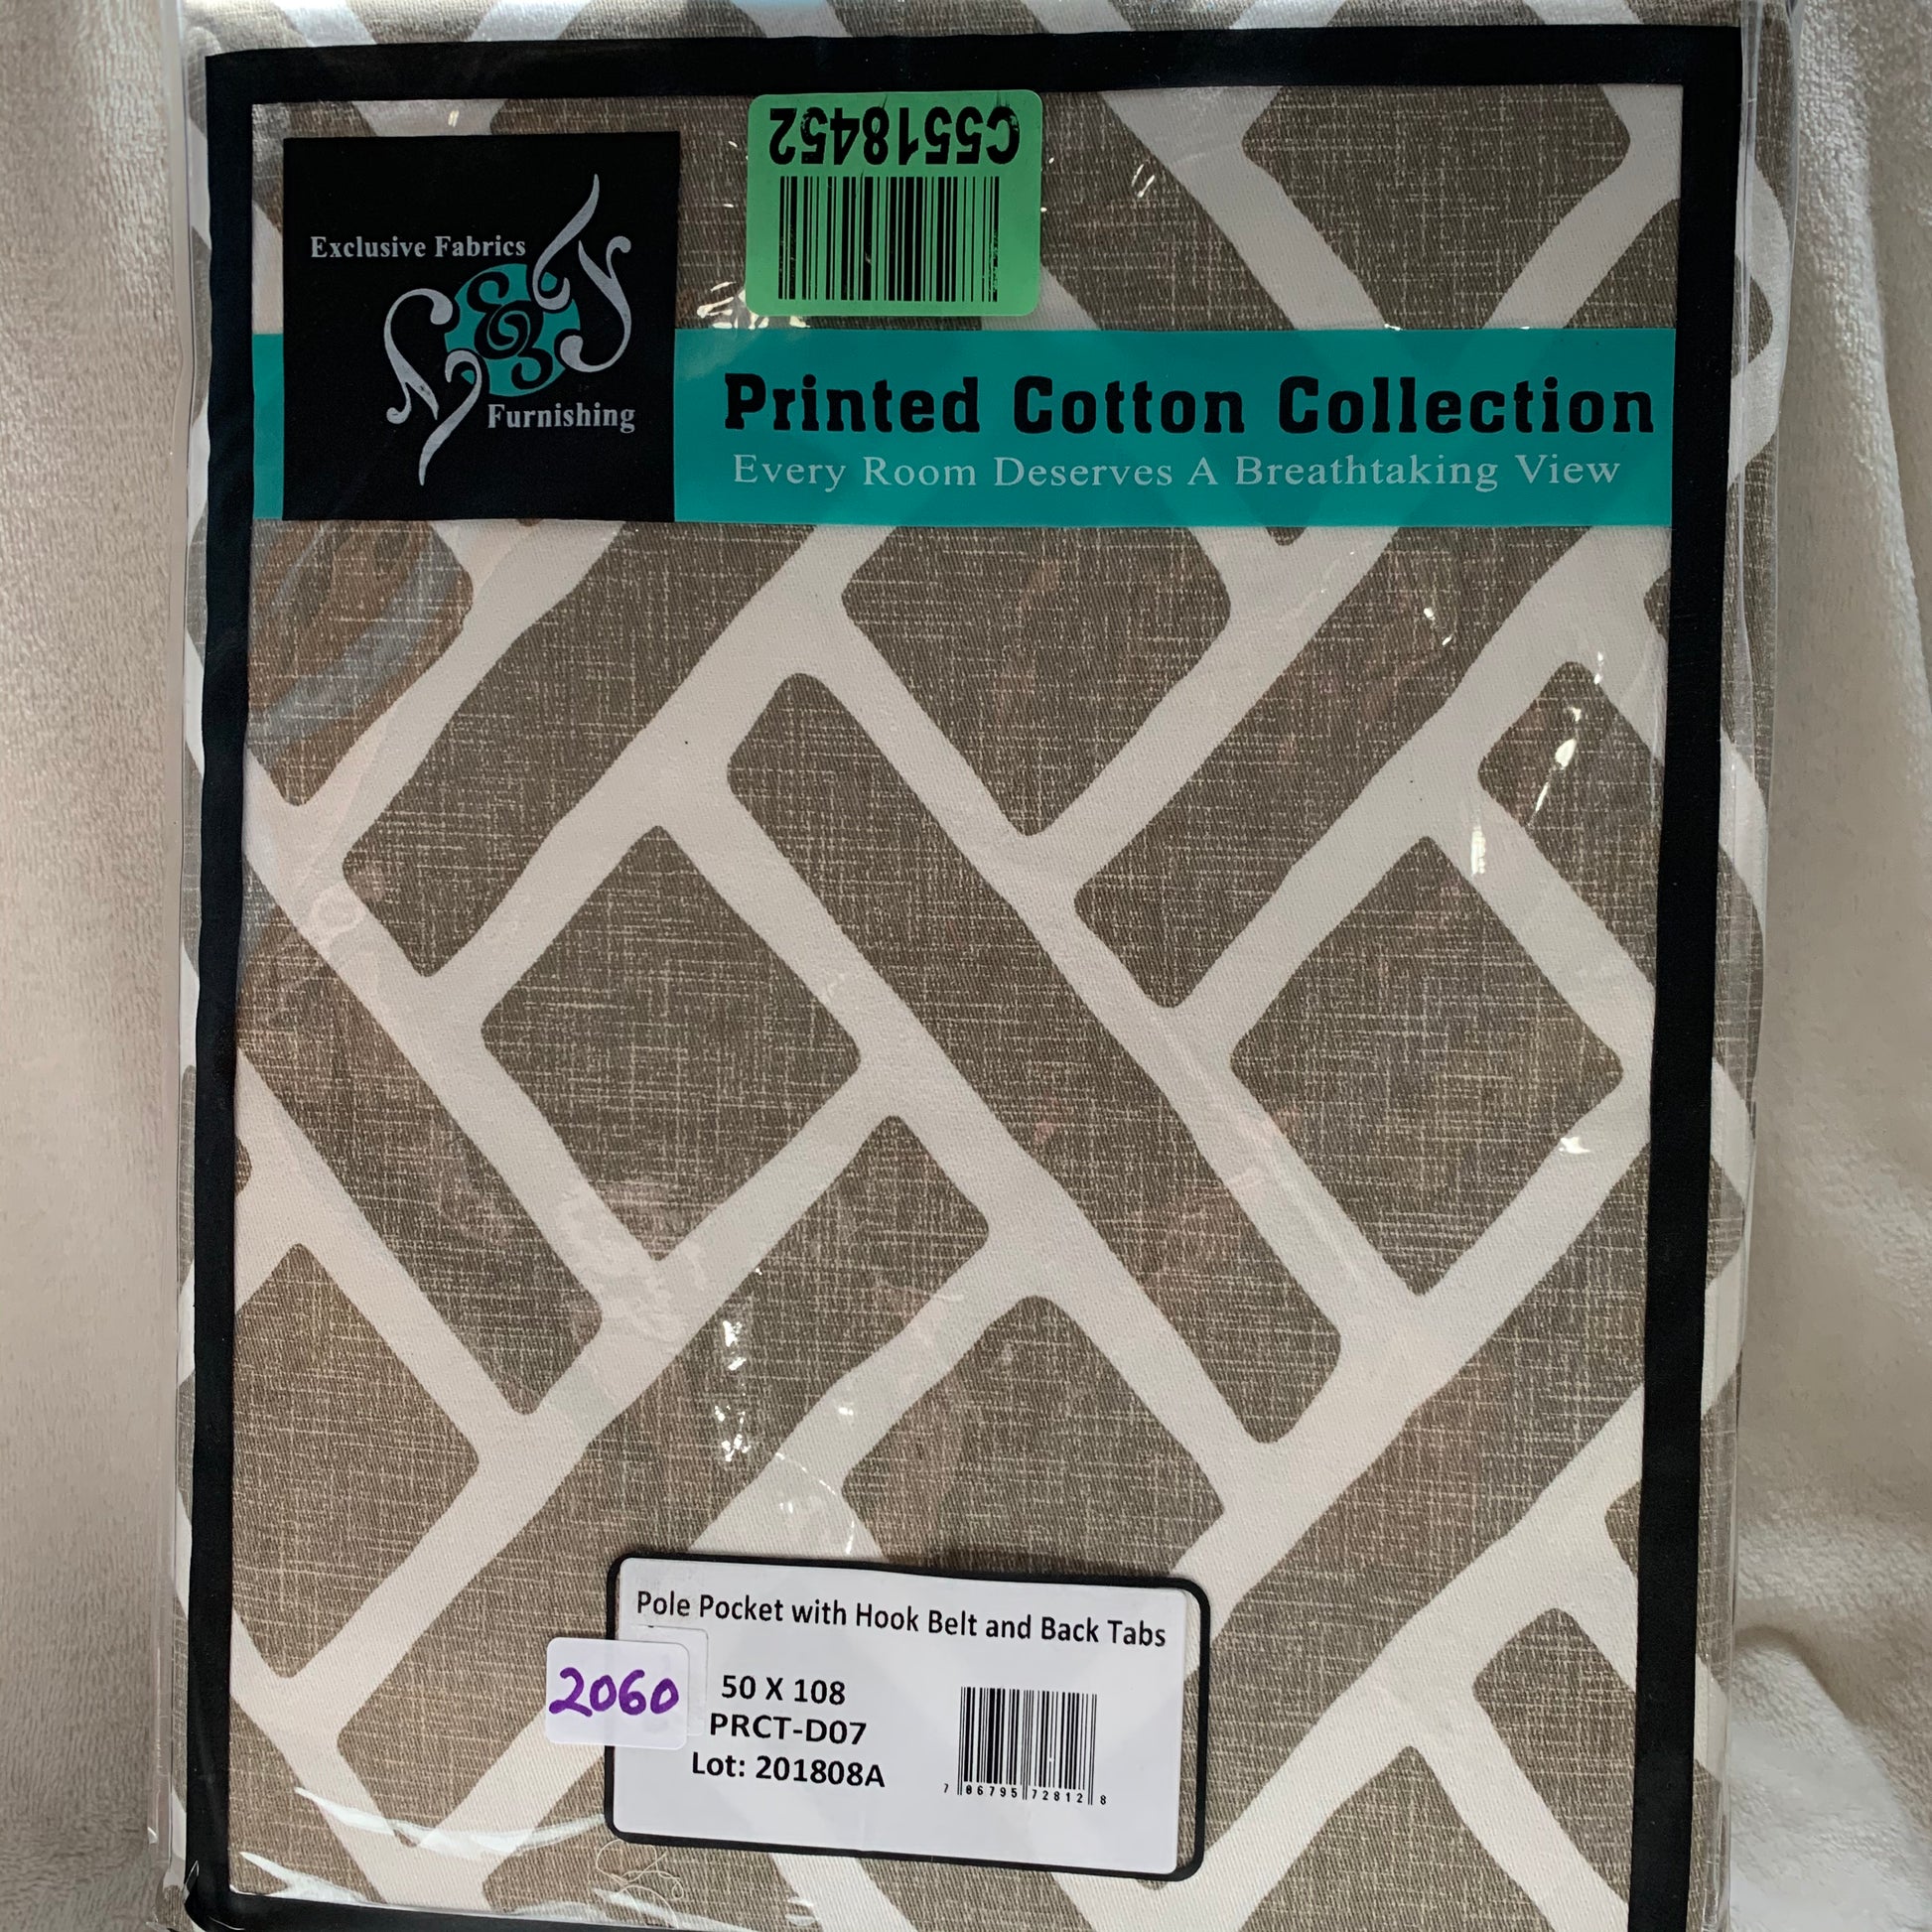 C5518452
Exclusive Fabrics
&
Furnishing
Printed Cotton Collection
Every Room Deserves A Breathtaking View
Pole Pocket with Hook Belt and Back Tabs
2060
50 X 108
PRCT-D07
Lot: 201808A
7 86795 72812 8